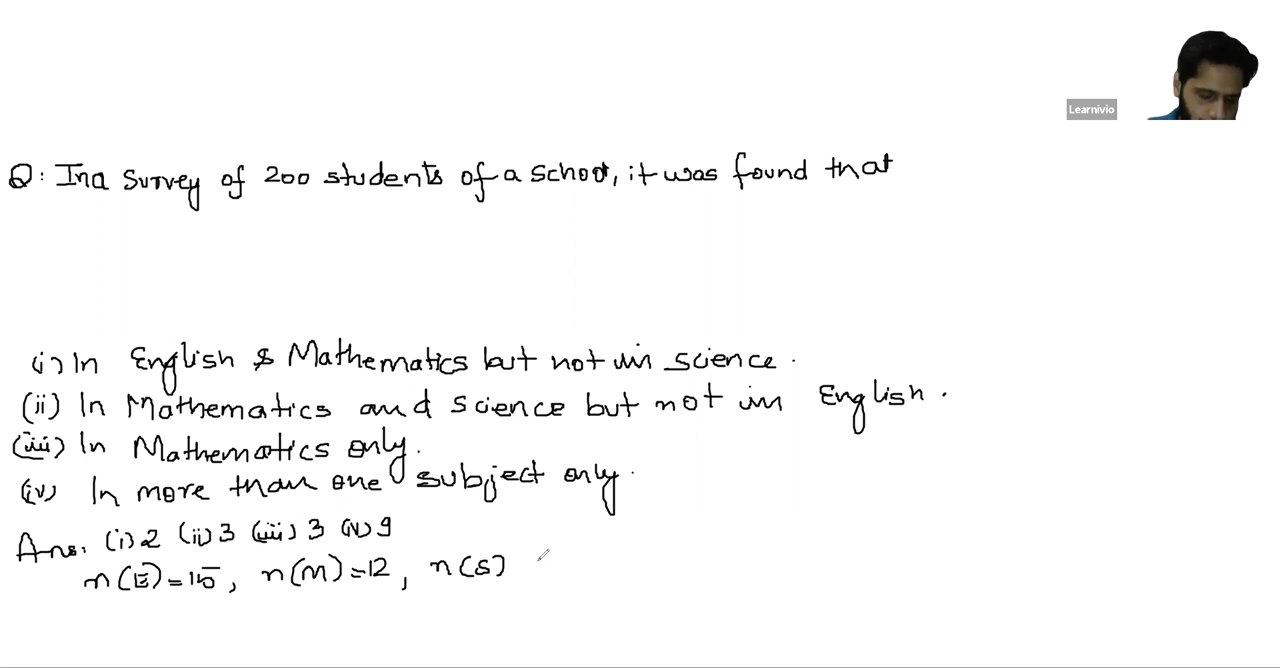 Learnivio
Q: In a survey of 200 students of a school, it was found that
(i) In English & Mathematics but not in science.
(ii) In Mathematics and science but not in English.
(iii) In Mathematics only.
(iv) In more than one subject only.
Ans: (i) 2 (ii) 3 (iii) 3 (iv) 9
n(E) = 15, n(M) = 12, n(S)